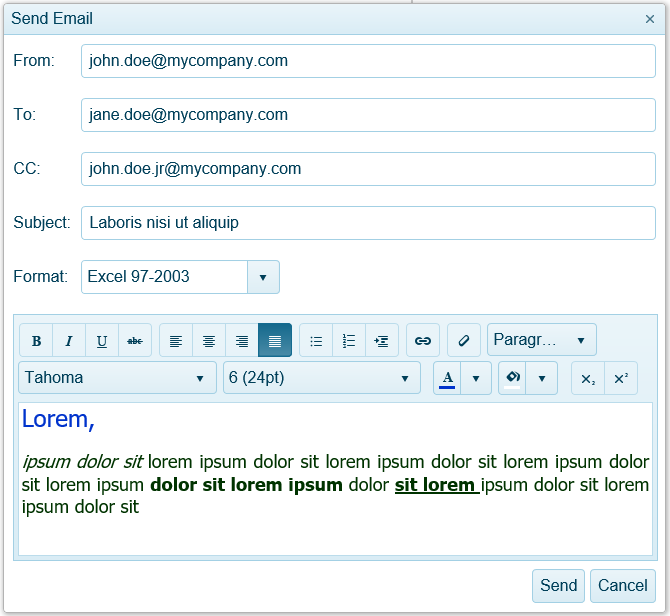 Send Email ×
From: john.doe@mycompany.com
To: jane.doe@mycompany.com
CC: john.doe.jr@mycompany.com
Subject: Laboris nisi ut aliquip
Format: Excel 97-2003
B I U abc Paragr...
Tahoma 6 (24pt) A ×₂ ×²
Lorem,
ipsum dolor sit lorem ipsum dolor sit lorem ipsum dolor sit lorem ipsum dolor
sit lorem ipsum dolor sit lorem ipsum dolor sit lorem ipsum dolor sit lorem
ipsum dolor sit
Send Cancel